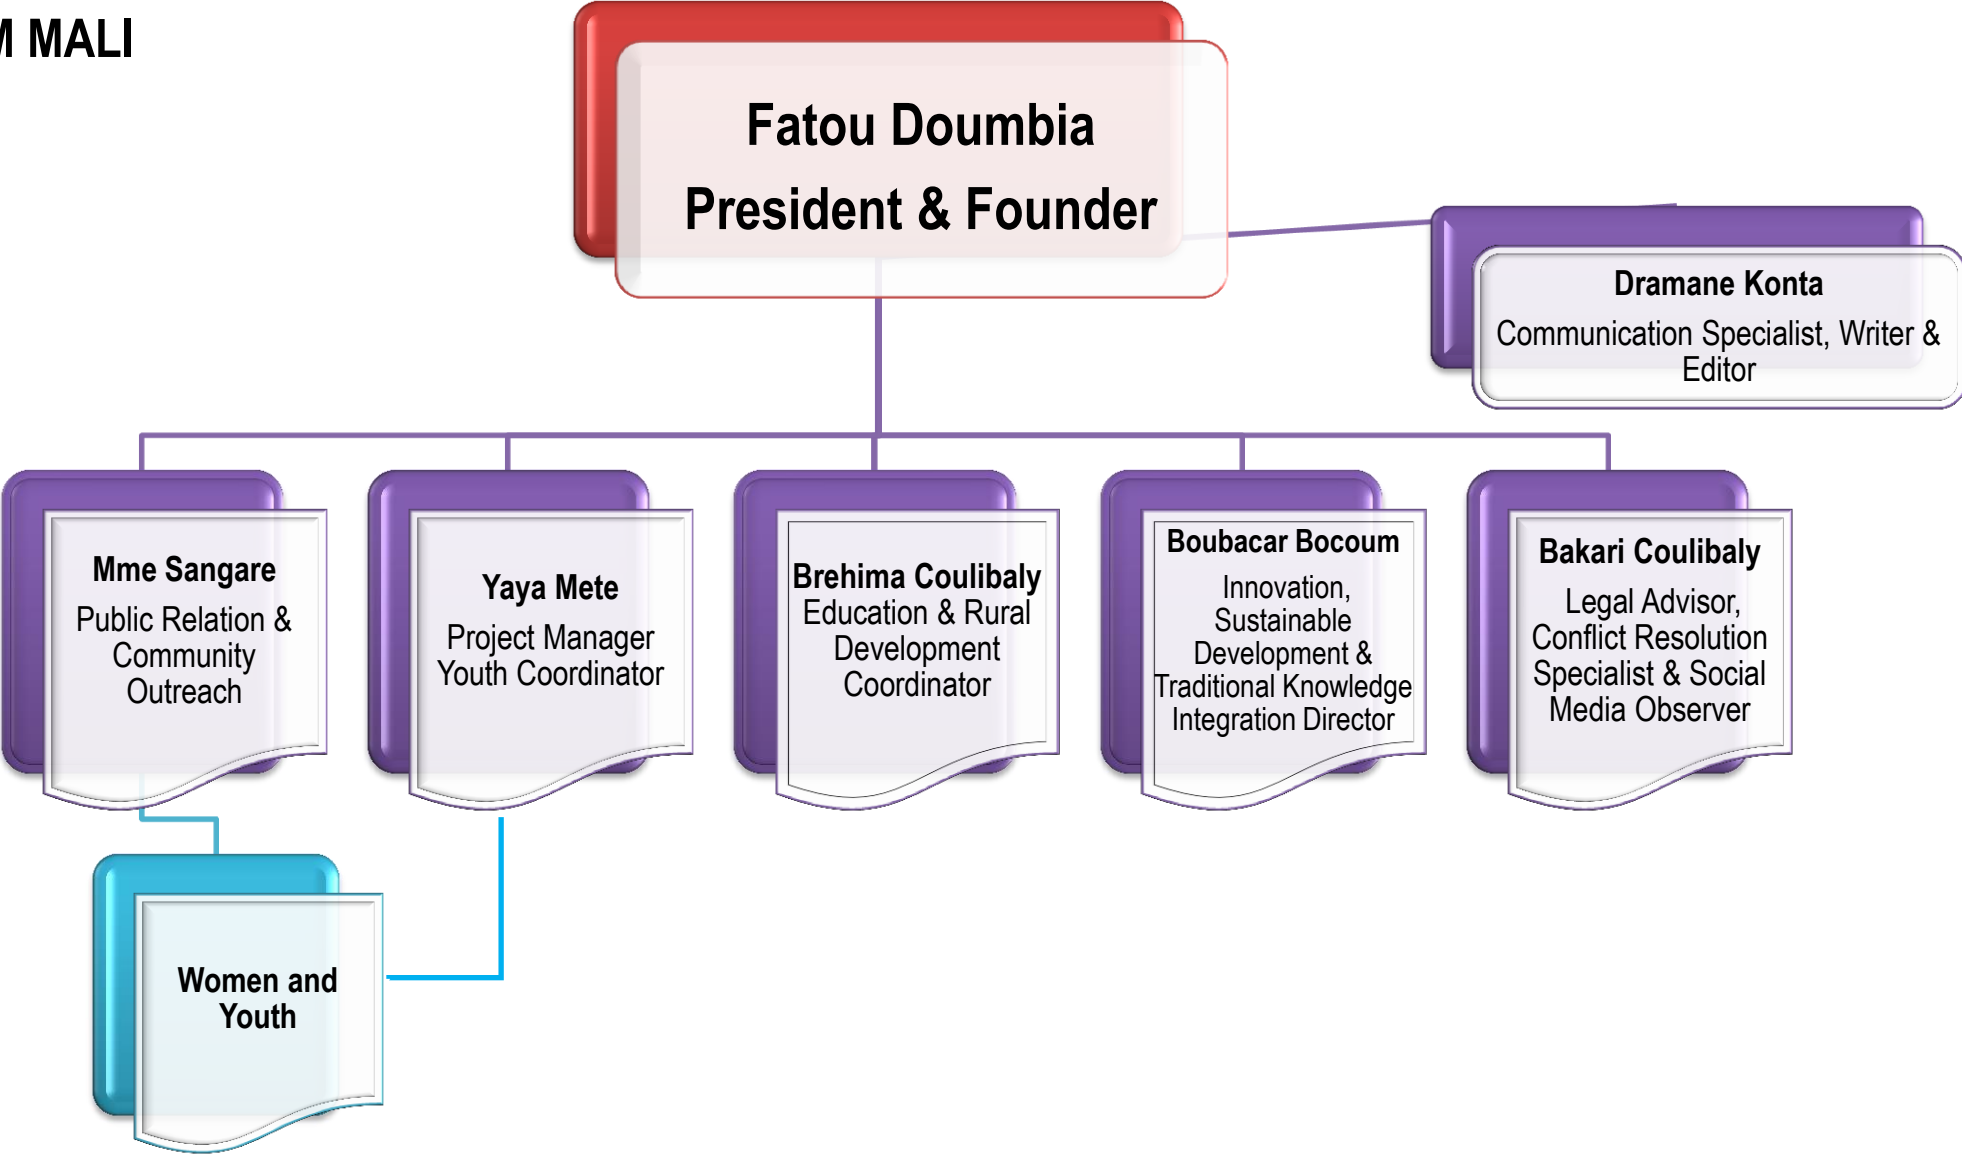 M MALI
Fatou Doumbia
President & Founder
Dramane Konta
Communication Specialist, Writer &
Editor
Mme Sangare
Public Relation &
Community
Outreach
Yaya Mete
Project Manager
Youth Coordinator
Brehima Coulibaly
Education & Rural
Development
Coordinator
Boubacar Bocoum
Innovation,
Sustainable
Development &
Traditional Knowledge
Integration Director
Bakari Coulibaly
Legal Advisor,
Conflict Resolution
Specialist & Social
Media Observer
Women and
Youth